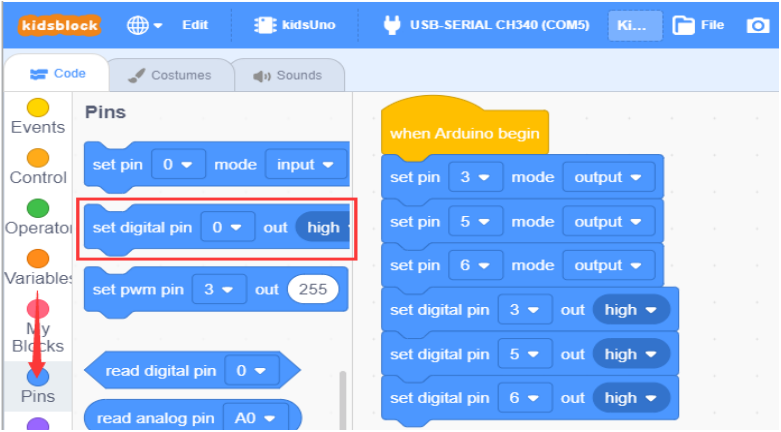 kidsblock Edit kidsUno USB-SERIAL CH340 (COM5) Ki... File
Code Costumes Sounds
Events
Control
Operator
Variables
My
Blocks
Pins
Pins
set pin 0 mode input
set digital pin 0 out high
set pwm pin 3 out 255
read digital pin 0
read analog pin A0
when Arduino begin
set pin 3 mode output
set pin 5 mode output
set pin 6 mode output
set digital pin 3 out high
set digital pin 5 out high
set digital pin 6 out high